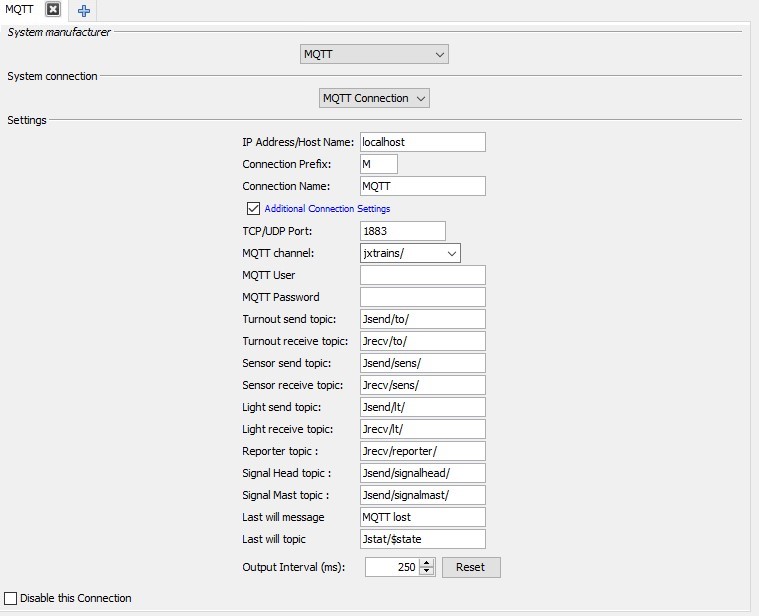 MQTT
System manufacturer
MQTT
System connection
MQTT Connection
Settings
IP Address/Host Name: localhost
Connection Prefix: M
Connection Name: MQTT
Additional Connection Settings
TCP/UDP Port: 1883
MQTT channel: jxtrains/
MQTT User
MQTT Password
Turnout send topic: Jsend/to/
Turnout receive topic: Jrecv/to/
Sensor send topic: Jsend/sens/
Sensor receive topic: Jrecv/sens/
Light send topic: Jsend/lt/
Light receive topic: Jrecv/lt/
Reporter topic : Jrecv/reporter/
Signal Head topic : Jsend/signalhead/
Signal Mast topic : Jsend/signalmast/
Last will message MQTT lost
Last will topic Jstat/$state
Output Interval (ms): 250 Reset
Disable this Connection